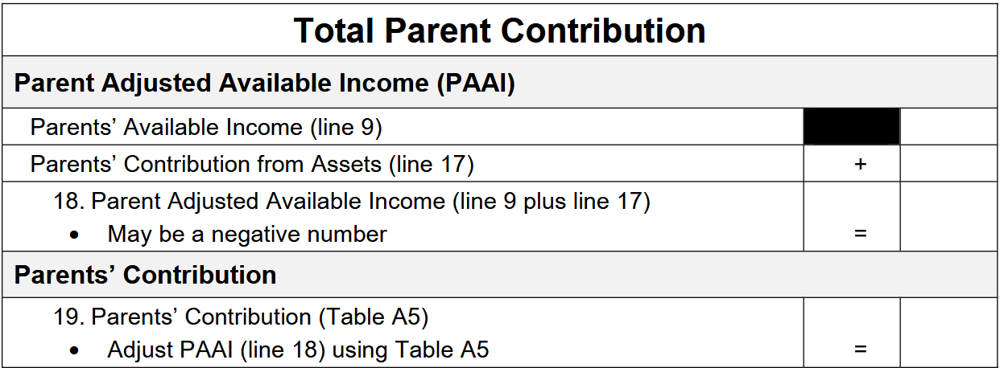 Total Parent Contribution
Parent Adjusted Available Income (PAAI)
Parents’ Available Income (line 9)
Parents’ Contribution from Assets (line 17) +
18. Parent Adjusted Available Income (line 9 plus line 17)
• May be a negative number =
Parents’ Contribution
19. Parents’ Contribution (Table A5)
• Adjust PAAI (line 18) using Table A5 =